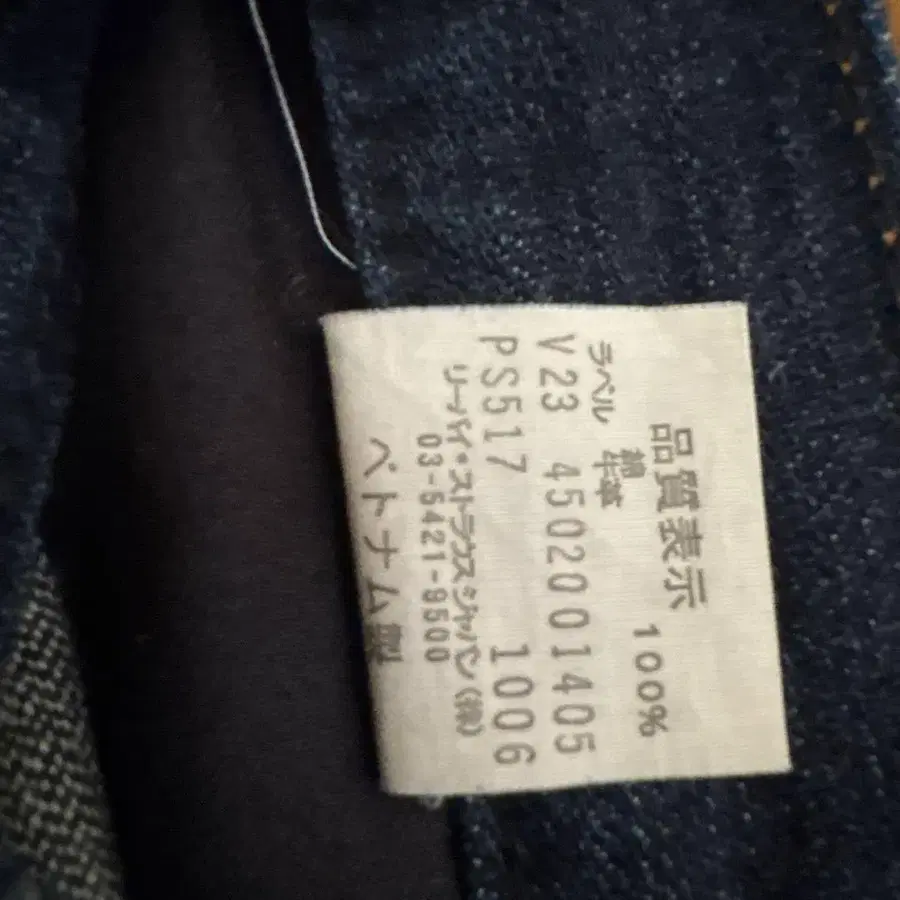 品質表示
綿 100%
ラベル 牛革
V23 4502001405
PS517 1006
リーバイ・ストラウスジャパン(株)
03-5421-9500
ベトナム製